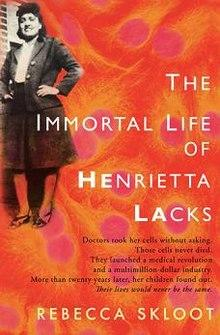 THE
IMMORTAL LIFE
OF
HENRIETTA
LACKS
Doctors took her cells without asking.
Those cells never died.
They launched a medical revolution
and a multimillion-dollar industry.
More than twenty years later, her children found out.
Their lives would never be the same.
REBECCA SKLOOT